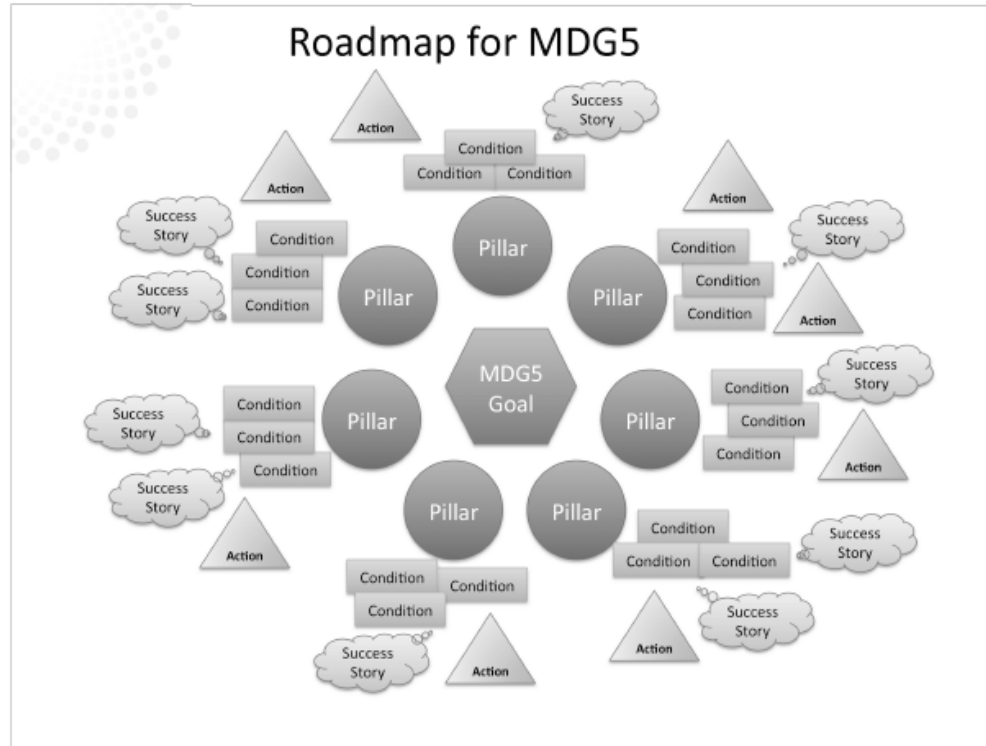 Roadmap for MDG5
Action
Success
Story
Condition
Condition
Condition
Action
Action
Success
Story
Condition
Pillar
Condition
Success
Story
Condition
Pillar
Pillar
Condition
Success
Story
Condition
Condition
Action
MDG5
Goal
Success
Story
Condition
Condition
Success
Story
Condition
Pillar
Pillar
Condition
Condition
Condition
Action
Success
Story
Pillar
Pillar
Condition
Success
Story
Action
Condition
Condition
Condition
Condition
Condition
Success
Story
Action
Action
Success
Story